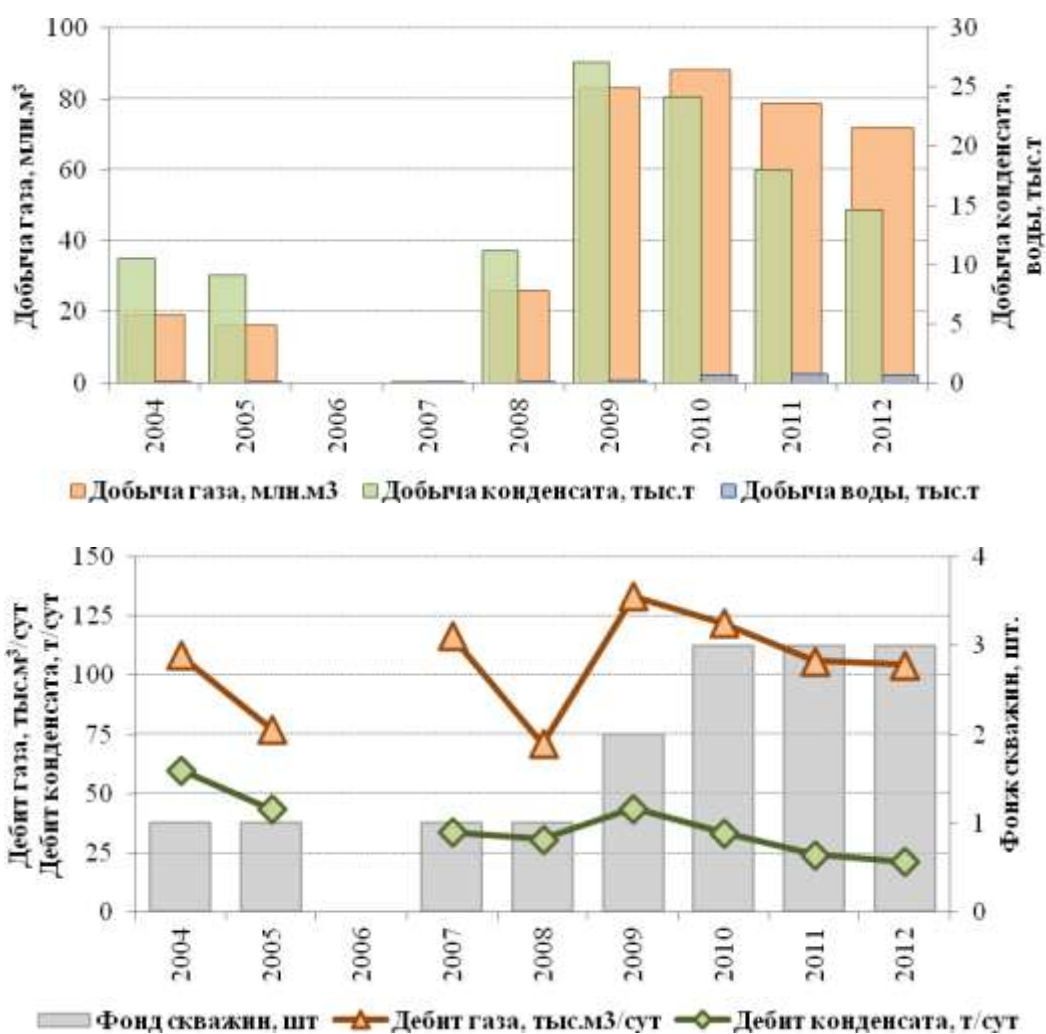 100
80
60
40
20
0
30
25
20
15
10
5
0
Добыча газа, млн.м³
Добыча конденсата,
воды, тыс.т
2004 2005 2006 2007 2008 2009 2010 2011 2012
Добыча газа, млн.м3 Добыча конденсата, тыс.т Добыча воды, тыс.т
150
125
100
75
50
25
0
4
3
2
1
0
Дебит газа, тыс.м³/сут
Дебит конденсата, т/сут
Фонж скважин, шт.
2004 2005 2006 2007 2008 2009 2010 2011 2012
Фонд скважин, шт Дебит газа, тыс.м3/сут Дебит конденсата, т/сут